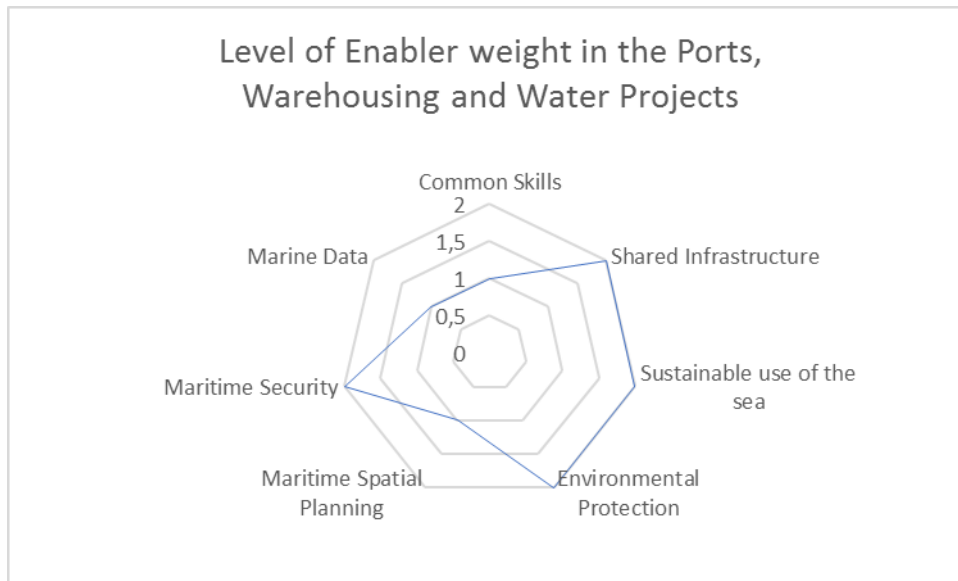 Level of Enabler weight in the Ports,
Warehousing and Water Projects
Common Skills
2
1,5
1
0,5
0
Shared Infrastructure
Sustainable use of the
sea
Environmental
Protection
Maritime Spatial
Planning
Maritime Security
Marine Data